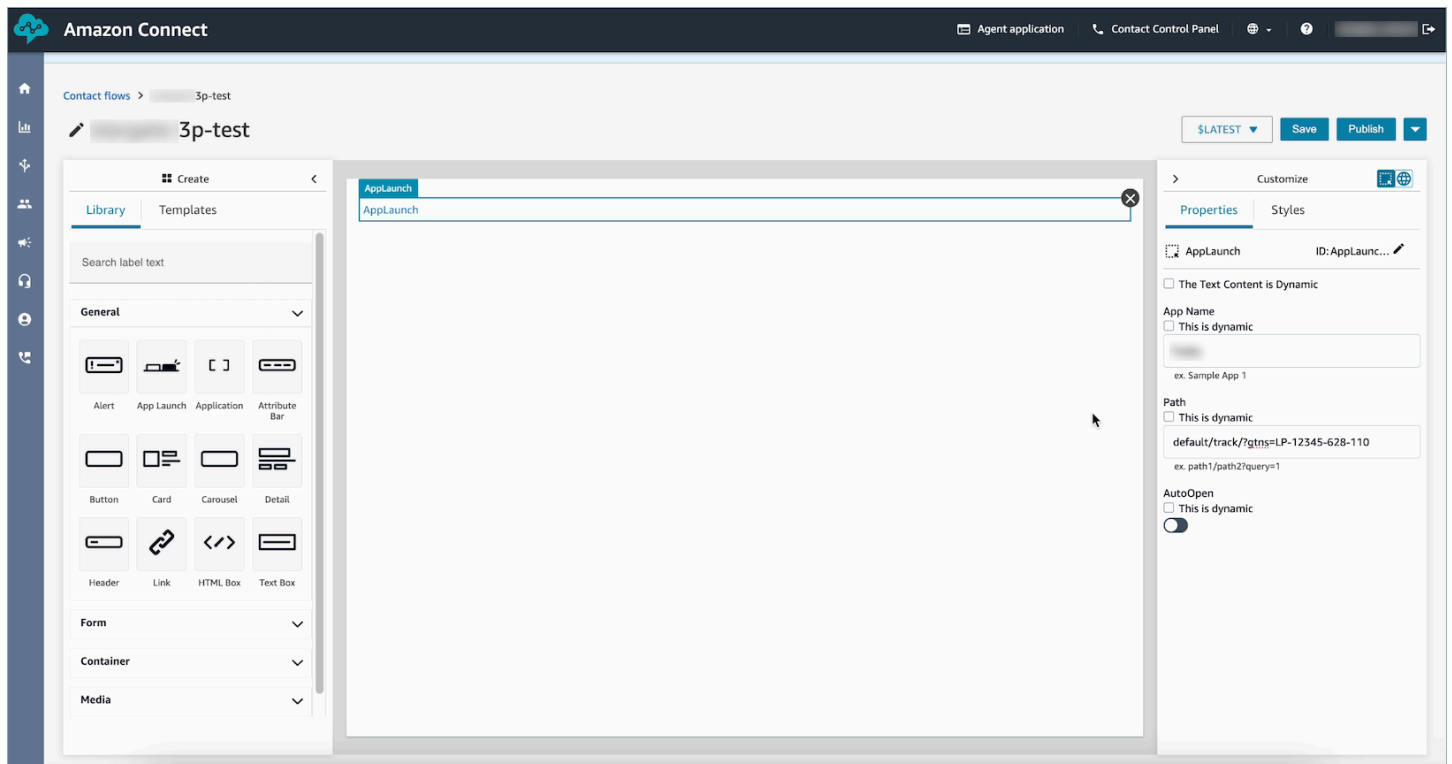 Amazon Connect
Agent application
Contact Control Panel
Contact flows > 3p-test
3p-test
$LATEST
Save
Publish
Create
Library
Templates
Search label text
General
Alert
App Launch
Application
Attribute Bar
Button
Card
Carousel
Detail
Header
Link
HTML Box
Text Box
Form
Container
Media
AppLaunch
AppLaunch
Customize
Properties
Styles
AppLaunch
ID: AppLaunc...
The Text Content is Dynamic
App Name
This is dynamic
ex. Sample App 1
Path
This is dynamic
default/track/?gtns=LP-12345-628-110
ex. path1/path2?query=1
AutoOpen
This is dynamic